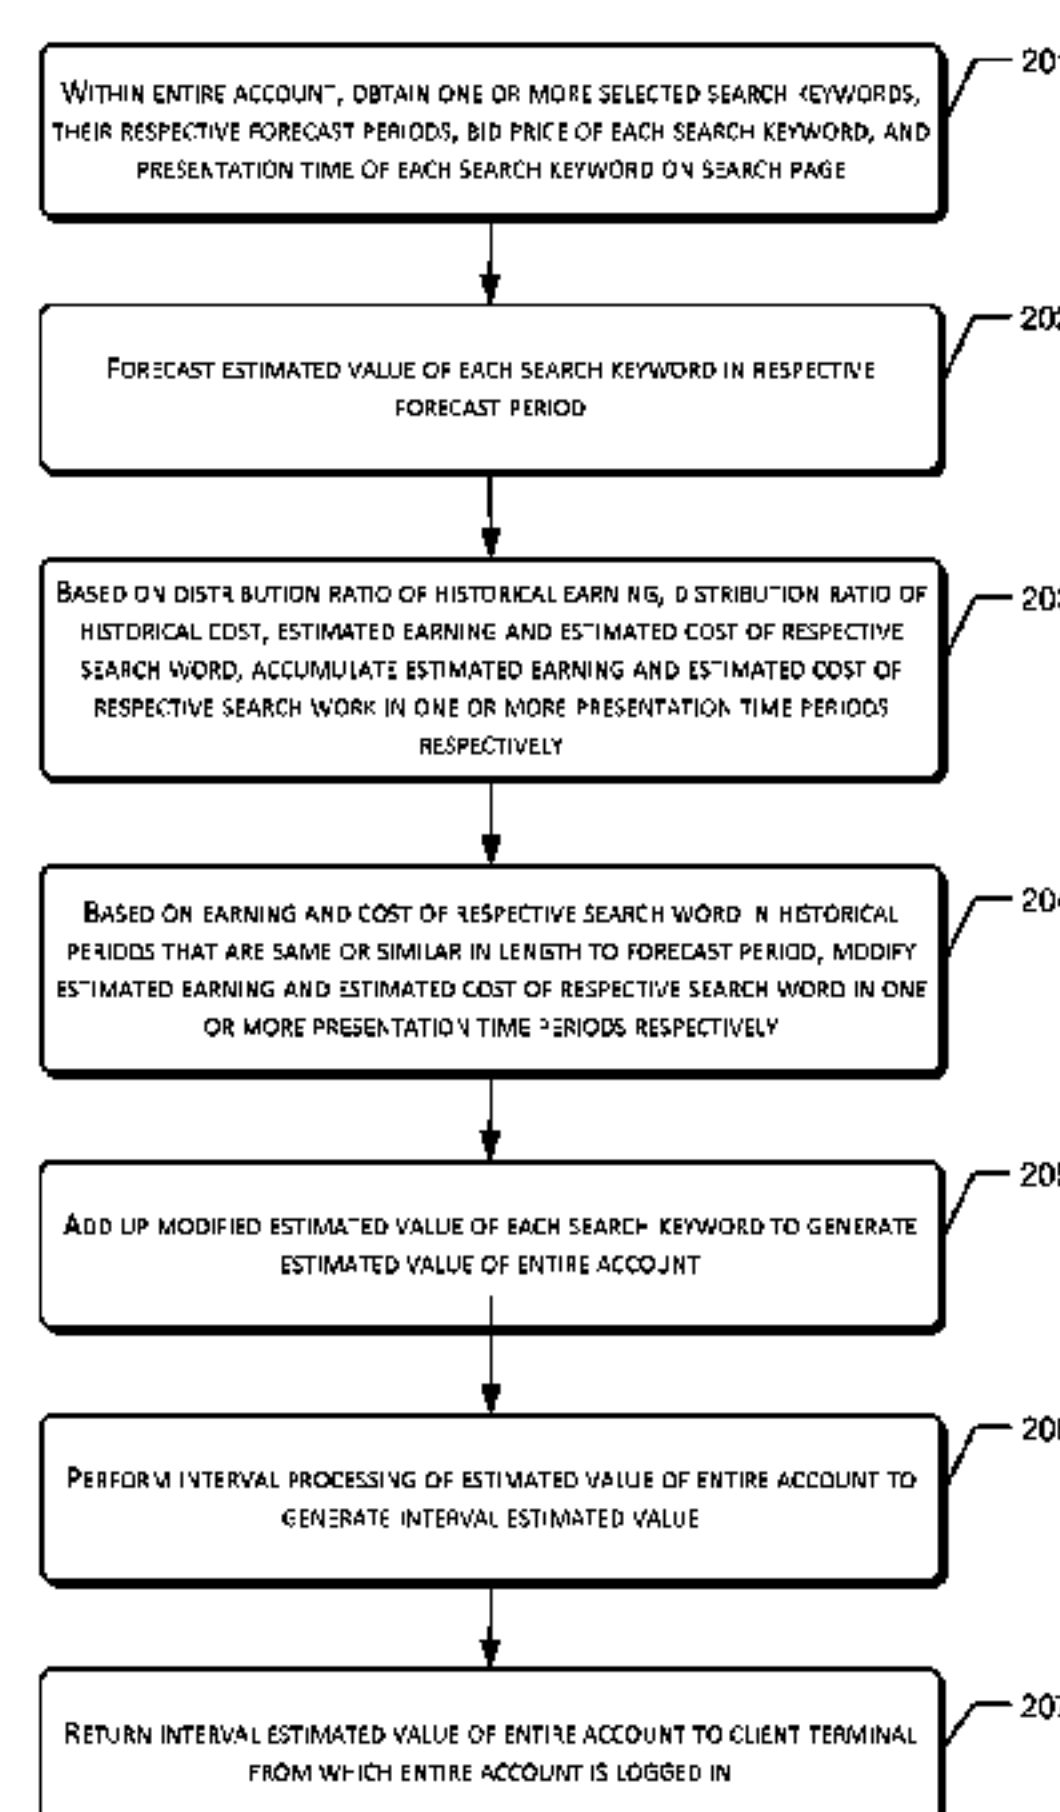 201
WITHIN ENTIRE ACCOUNT, OBTAIN ONE OR MORE SELECTED SEARCH KEYWORDS,
THEIR RESPECTIVE FORECAST PERIODS, BID PRICE OF EACH SEARCH KEYWORD, AND
PRESENTATION TIME OF EACH SEARCH KEYWORD ON SEARCH PAGE
202
FORECAST ESTIMATED VALUE OF EACH SEARCH KEYWORD IN RESPECTIVE
FORECAST PERIOD
203
BASED ON DISTRIBUTION RATIO OF HISTORICAL EARNING, DISTRIBUTION RATIO OF
HISTORICAL COST, ESTIMATED EARNING AND ESTIMATED COST OF RESPECTIVE
SEARCH WORD, ACCUMULATE ESTIMATED EARNING AND ESTIMATED COST OF
RESPECTIVE SEARCH WORK IN ONE OR MORE PRESENTATION TIME PERIODS
RESPECTIVELY
204
BASED ON EARNING AND COST OF RESPECTIVE SEARCH WORD IN HISTORICAL
PERIODS THAT ARE SAME OR SIMILAR IN LENGTH TO FORECAST PERIOD, MODIFY
ESTIMATED EARNING AND ESTIMATED COST OF RESPECTIVE SEARCH WORD IN ONE
OR MORE PRESENTATION TIME PERIODS RESPECTIVELY
205
ADD UP MODIFIED ESTIMATED VALUE OF EACH SEARCH KEYWORD TO GENERATE
ESTIMATED VALUE OF ENTIRE ACCOUNT
206
PERFORM INTERVAL PROCESSING OF ESTIMATED VALUE OF ENTIRE ACCOUNT TO
GENERATE INTERVAL ESTIMATED VALUE
207
RETURN INTERVAL ESTIMATED VALUE OF ENTIRE ACCOUNT TO CLIENT TERMINAL
FROM WHICH ENTIRE ACCOUNT IS LOGGED IN